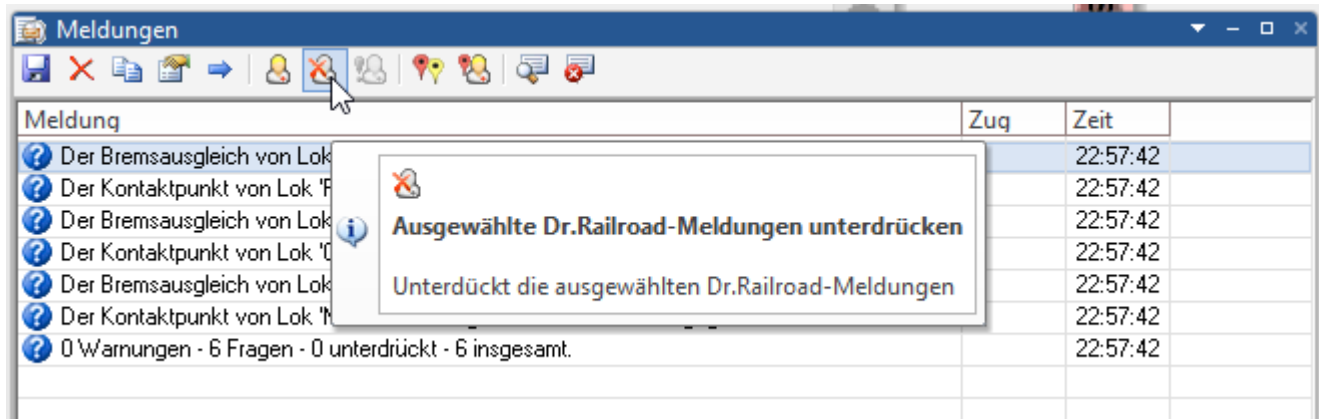 Meldungen
Meldung Zug Zeit
Der Bremsausgleich von Lok 22:57:42
Der Kontaktpunkt von Lok 22:57:42
Der Bremsausgleich von Lok 22:57:42
Der Kontaktpunkt von Lok 22:57:42
Der Bremsausgleich von Lok 22:57:42
Der Kontaktpunkt von Lok 22:57:42
0 Warnungen - 6 Fragen - 0 unterdrückt - 6 insgesamt. 22:57:42
Ausgewählte Dr.Railroad-Meldungen unterdrücken
Unterdückt die ausgewählten Dr.Railroad-Meldungen